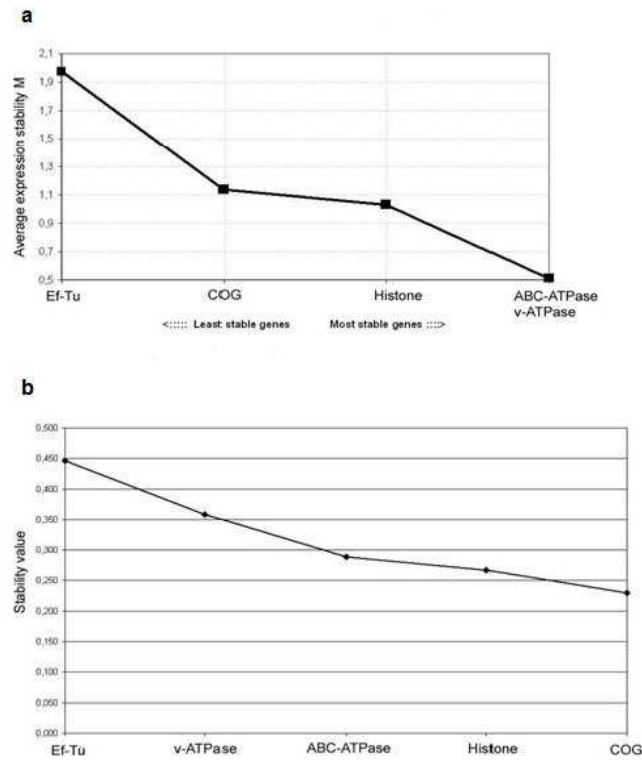 a
Average expression stability M
2,1
1,9
1,7
1,5
1,3
1,1
0,9
0,7
0,5
Ef-Tu
COG
Histone
ABC-ATPase
v-ATPase
<::::: Least stable genes
Most stable genes ::::>
b
Stability value
0,500
0,450
0,400
0,350
0,300
0,250
0,200
0,150
0,100
0,050
0,000
Ef-Tu
v-ATPase
ABC-ATPase
Histone
COG